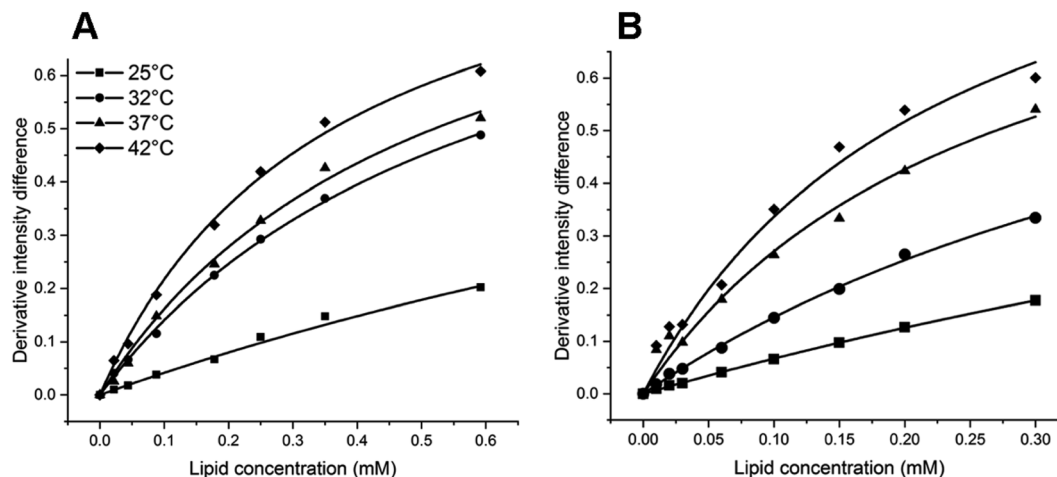 A
25°C
32°C
37°C
42°C
Derivative intensity difference
0.6
0.5
0.4
0.3
0.2
0.1
0.0
0.0 0.1 0.2 0.3 0.4 0.5 0.6
Lipid concentration (mM)
B
Derivative intensity difference
0.6
0.5
0.4
0.3
0.2
0.1
0.0
0.00 0.05 0.10 0.15 0.20 0.25 0.30
Lipid concentration (mM)